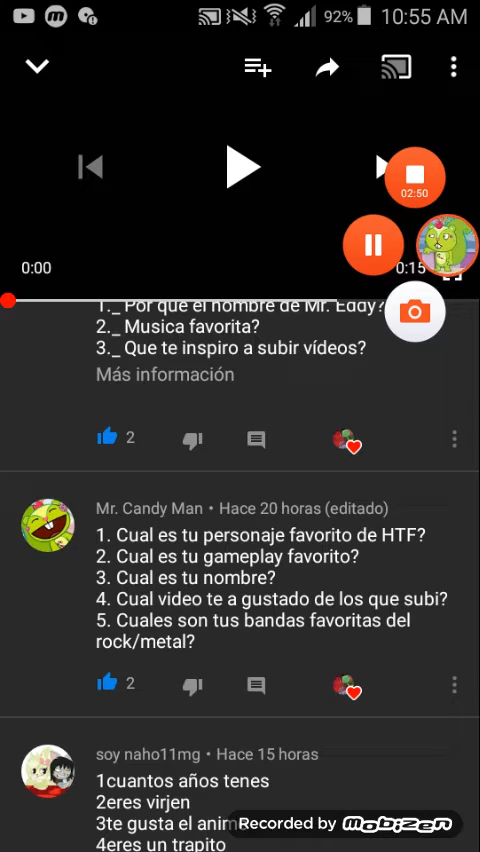 92% 10:55 AM
02:50
0:00
0:15
1._ Por que el nombre de Mr. Eddy?
2._ Musica favorita?
3._ Que te inspiro a subir vídeos?
Más información
2
Mr. Candy Man • Hace 20 horas (editado)
1. Cual es tu personaje favorito de HTF?
2. Cual es tu gameplay favorito?
3. Cual es tu nombre?
4. Cual video te a gustado de los que subi?
5. Cuales son tus bandas favoritas del
rock/metal?
2
soy naho11mg • Hace 15 horas
1cuantos años tenes
2eres virjen
3te gusta el anime
4eres un trapito
Recorded by Mobizen